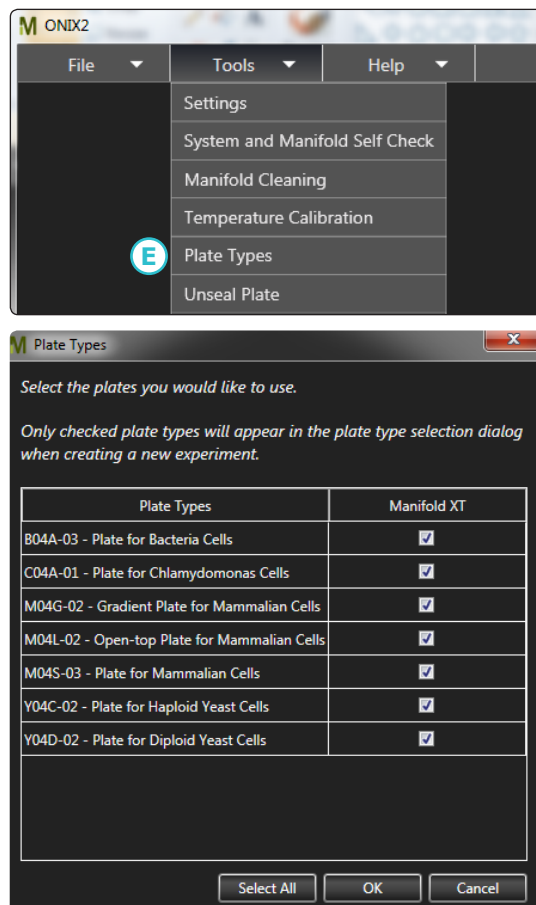 M ONIX2
File Tools Help
Settings
System and Manifold Self Check
Manifold Cleaning
Temperature Calibration
E Plate Types
Unseal Plate
M Plate Types x
Select the plates you would like to use.
Only checked plate types will appear in the plate type selection dialog
when creating a new experiment.
Plate Types Manifold XT
B04A-03 - Plate for Bacteria Cells
C04A-01 - Plate for Chlamydomonas Cells
M04G-02 - Gradient Plate for Mammalian Cells
M04L-02 - Open-top Plate for Mammalian Cells
M04S-03 - Plate for Mammalian Cells
Y04C-02 - Plate for Haploid Yeast Cells
Y04D-02 - Plate for Diploid Yeast Cells
Select All OK Cancel